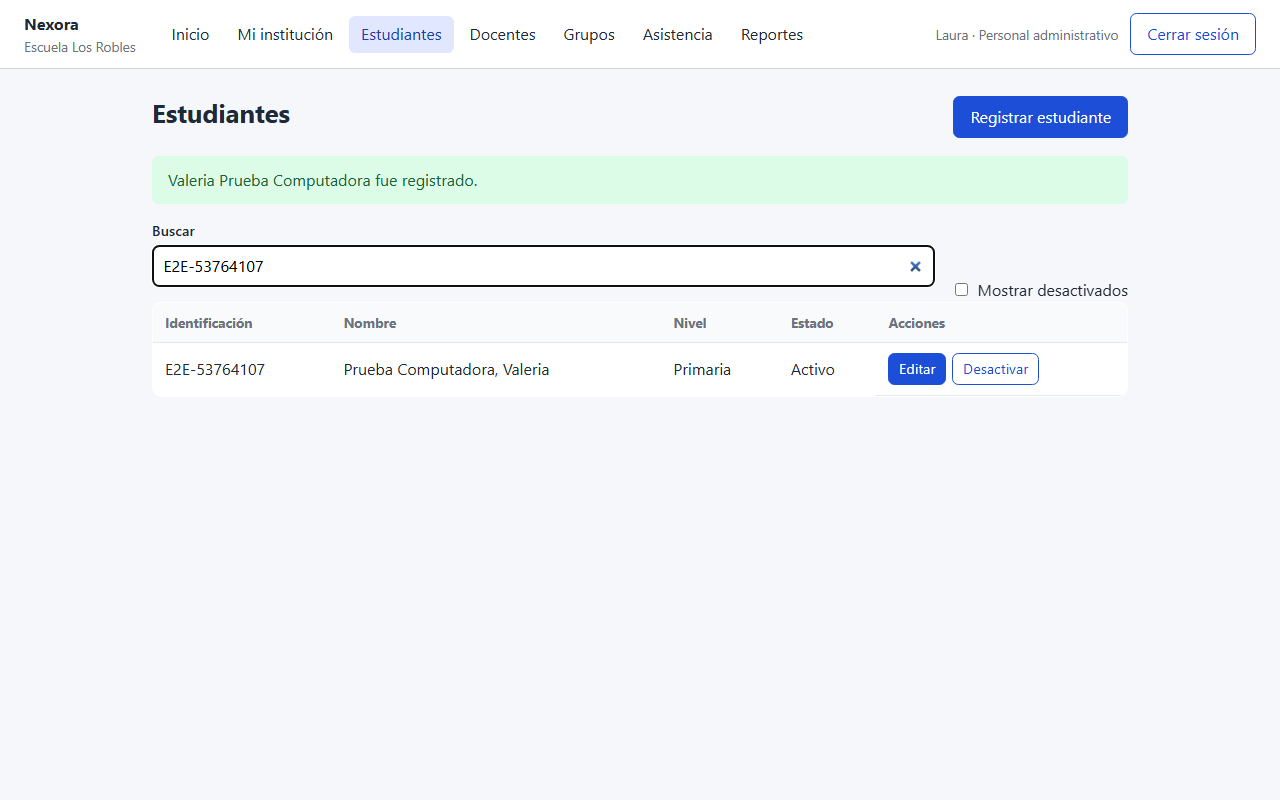 Nexora
Escuela Los Robles
Inicio
Mi institución
Estudiantes
Docentes
Grupos
Asistencia
Reportes
Laura · Personal administrativo
Cerrar sesión
Estudiantes
Registrar estudiante
Valeria Prueba Computadora fue registrado.
Buscar
E2E-53764107
Mostrar desactivados
Identificación Nombre Nivel Estado Acciones
E2E-53764107 Prueba Computadora, Valeria Primaria Activo Editar Desactivar